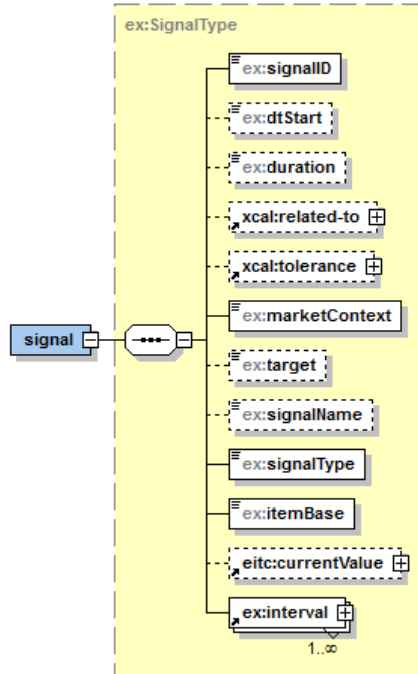 ex:SignalType
ex:signalID
ex:dtStart
ex:duration
xcal:related-to
xcal:tolerance
ex:marketContext
signal
ex:target
ex:signalName
ex:signalType
ex:itemBase
eitc:currentValue
ex:interval
1..∞